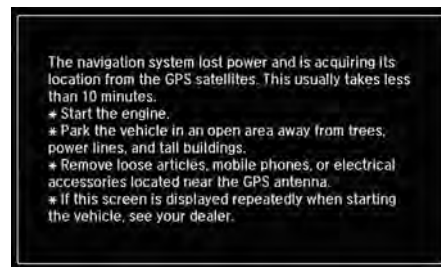 The navigation system lost power and is acquiring its
location from the GPS satellites. This usually takes less
than 10 minutes.
* Start the engine.
* Park the vehicle in an open area away from trees,
power lines, and tall buildings.
* Remove loose articles, mobile phones, or electrical
accessories located near the GPS antenna.
* If this screen is displayed repeatedly when starting
the vehicle, see your dealer.